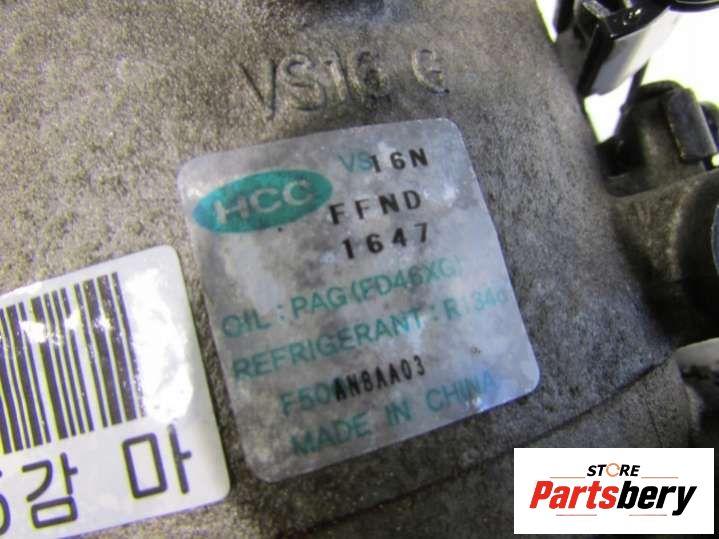 VS16 G
VS16N
HCC
FFND
1647
OIL : PAG(FD46XG)
REFRIGERANT : R134a
F500AN8AA03
MADE IN CHINA
감 마
STORE
Partsbery